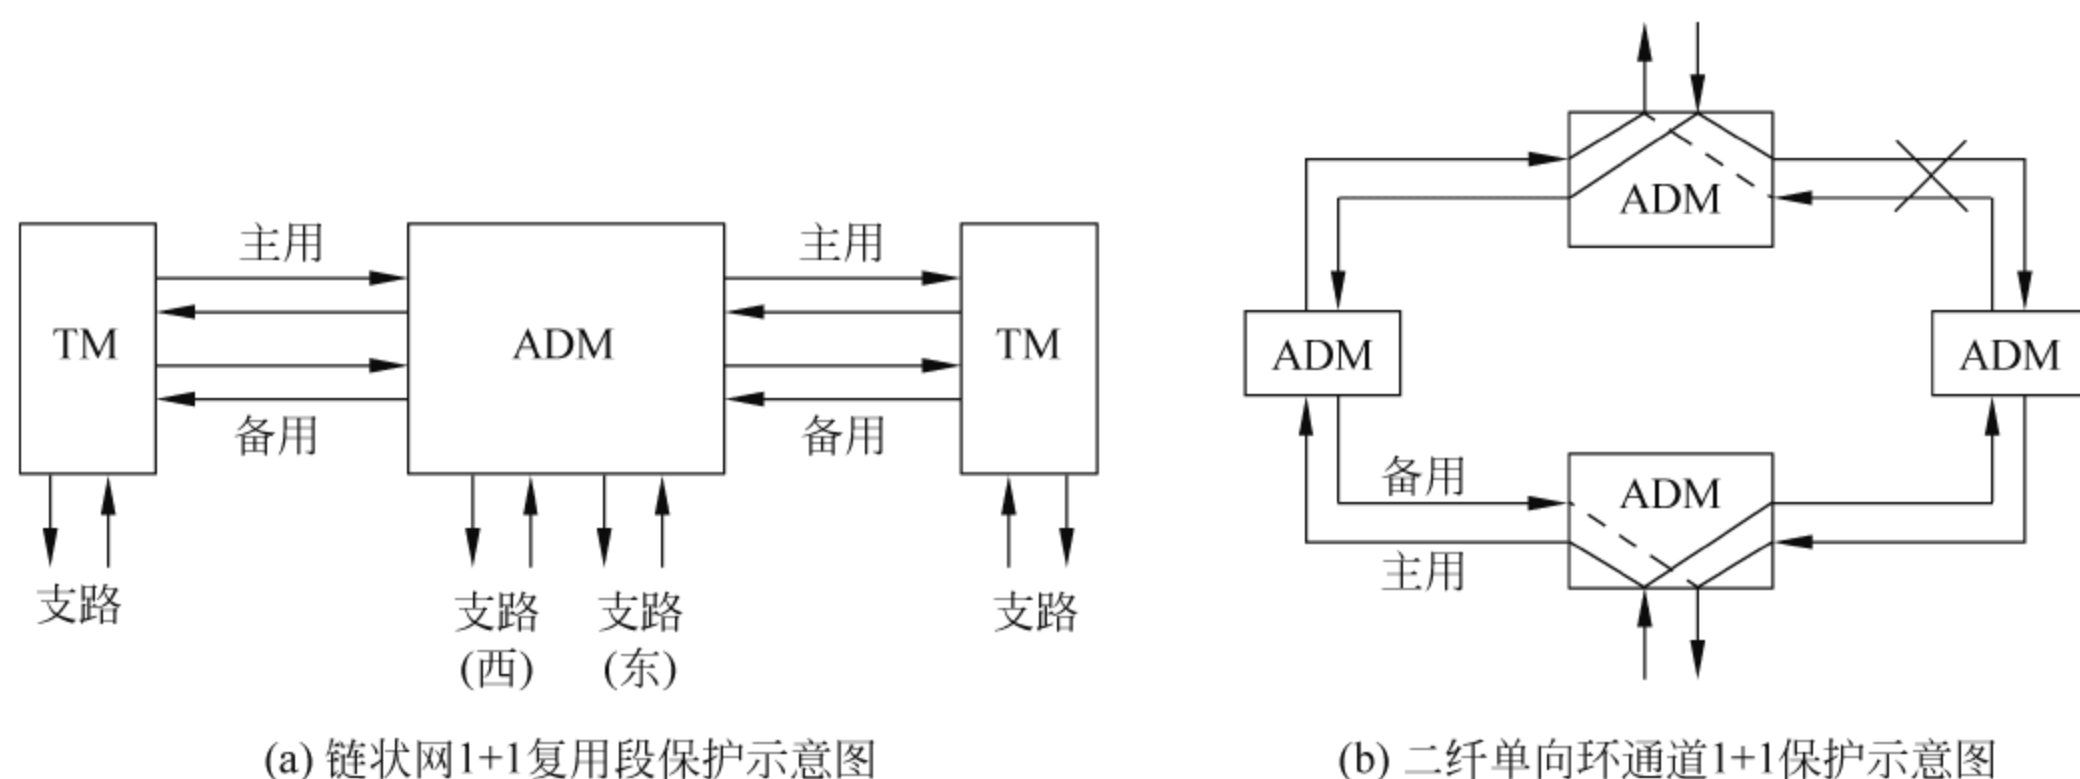 主用
主用
TM
ADM
TM
备用
备用
支路
支路
(西)
支路
(东)
支路
(a) 链状网1+1复用段保护示意图
ADM
ADM
ADM
备用
ADM
主用
(b) 二纤单向环通道1+1保护示意图